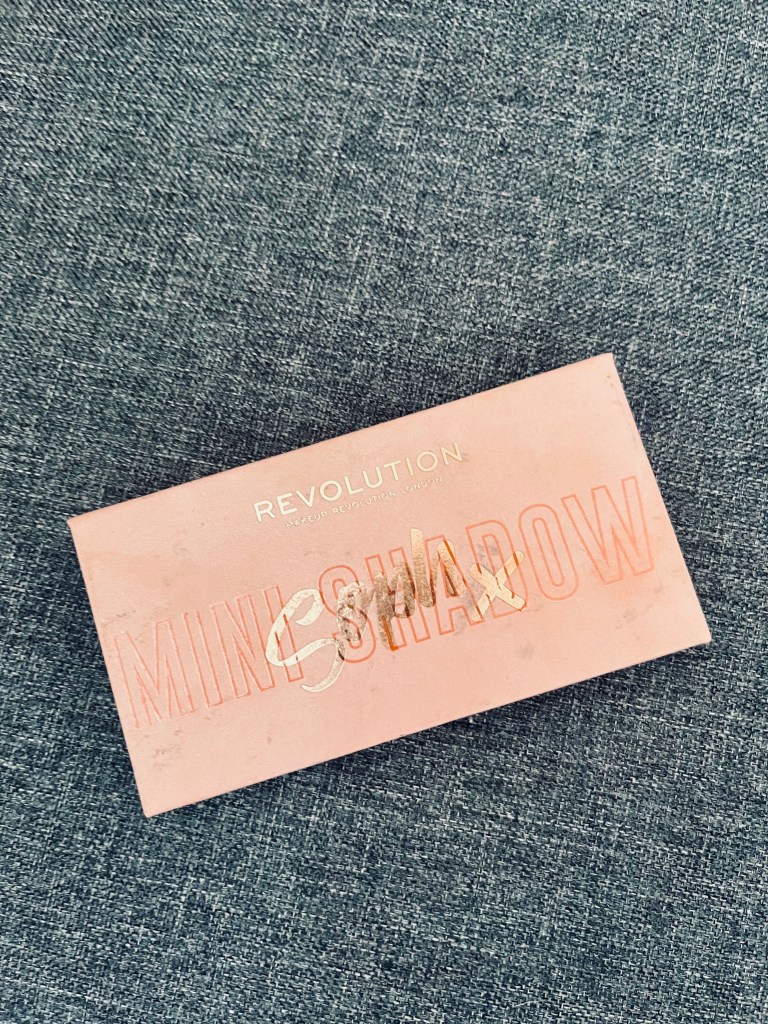 REVOLUTION
MAKEUP REVOLUTION LONDON
Soph x
MINI SHADOW